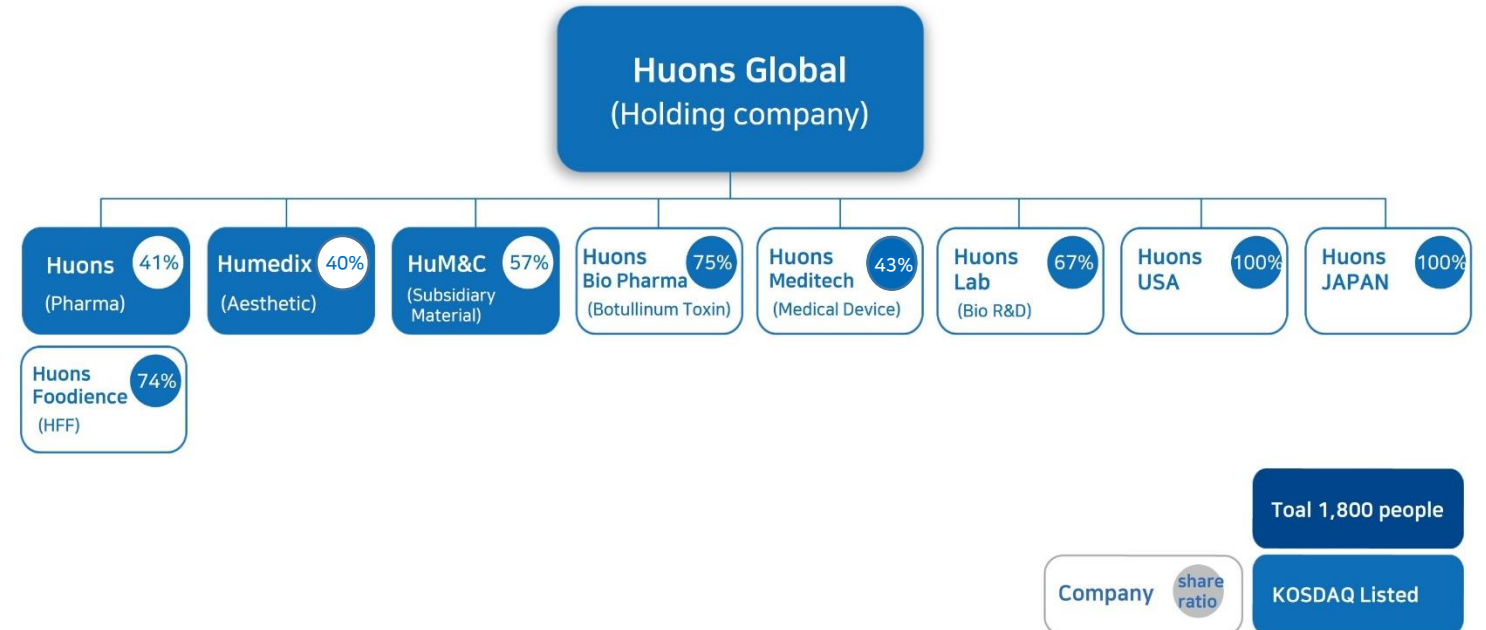 Huons Global
(Holding company)
Huons 41%
(Pharma)
Humedix 40%
(Aesthetic)
HuM&C 57%
(Subsidiary
Material)
Huons
Bio Pharma 75%
(Botullinum Toxin)
Huons
Meditech 43%
(Medical Device)
Huons
Lab 67%
(Bio R&D)
Huons
USA 100%
Huons
JAPAN 100%
Huons
Foodience 74%
(HFF)
Toal 1,800 people
Company share
ratio
KOSDAQ Listed